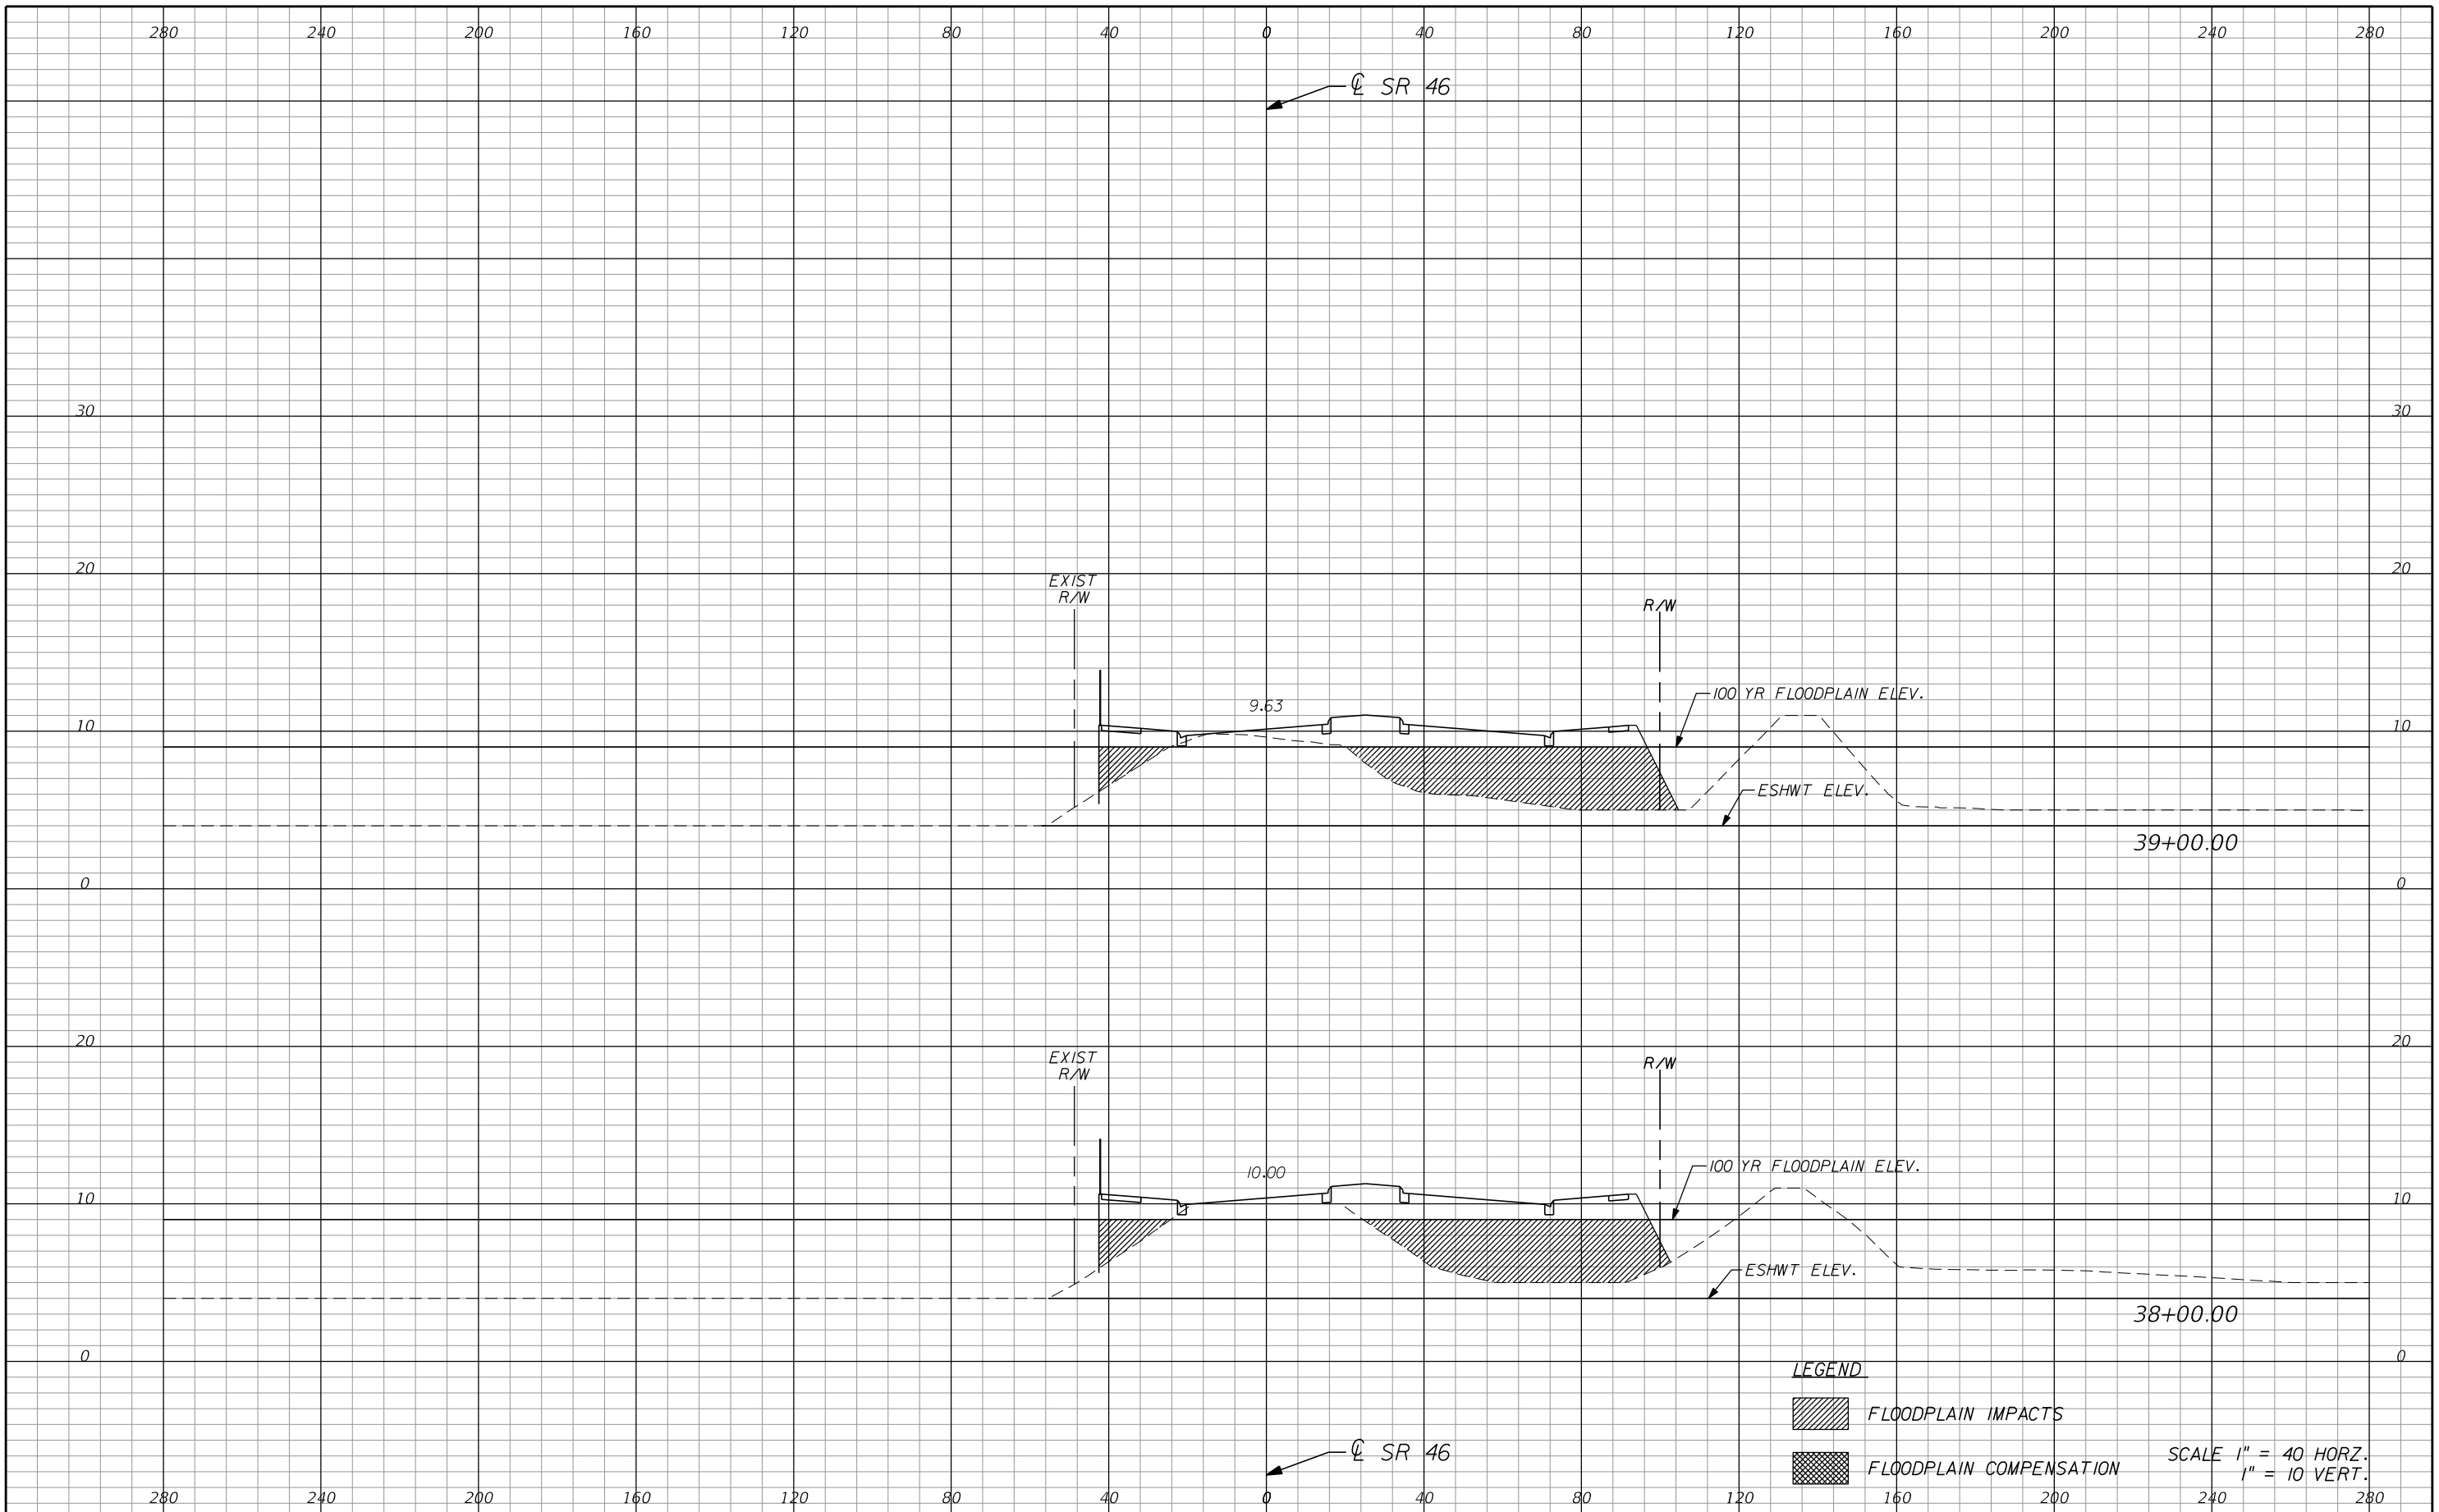 280 240 200 160 120 80 40 0 40 80 120 160 200 240 280
℄ SR 46
30 30
20 20
EXIST
R/W
R/W
100 YR FLOODPLAIN ELEV.
9.63
10 10
ESHWT ELEV.
39+00.00
0 0
20 20
EXIST
R/W
R/W
100 YR FLOODPLAIN ELEV.
10.00
10 10
ESHWT ELEV.
38+00.00
0 0
LEGEND
FLOODPLAIN IMPACTS
℄ SR 46
FLOODPLAIN COMPENSATION
SCALE 1" = 40 HORZ.
1" = 10 VERT.
280 240 200 160 120 80 40 0 40 80 120 160 200 240 280